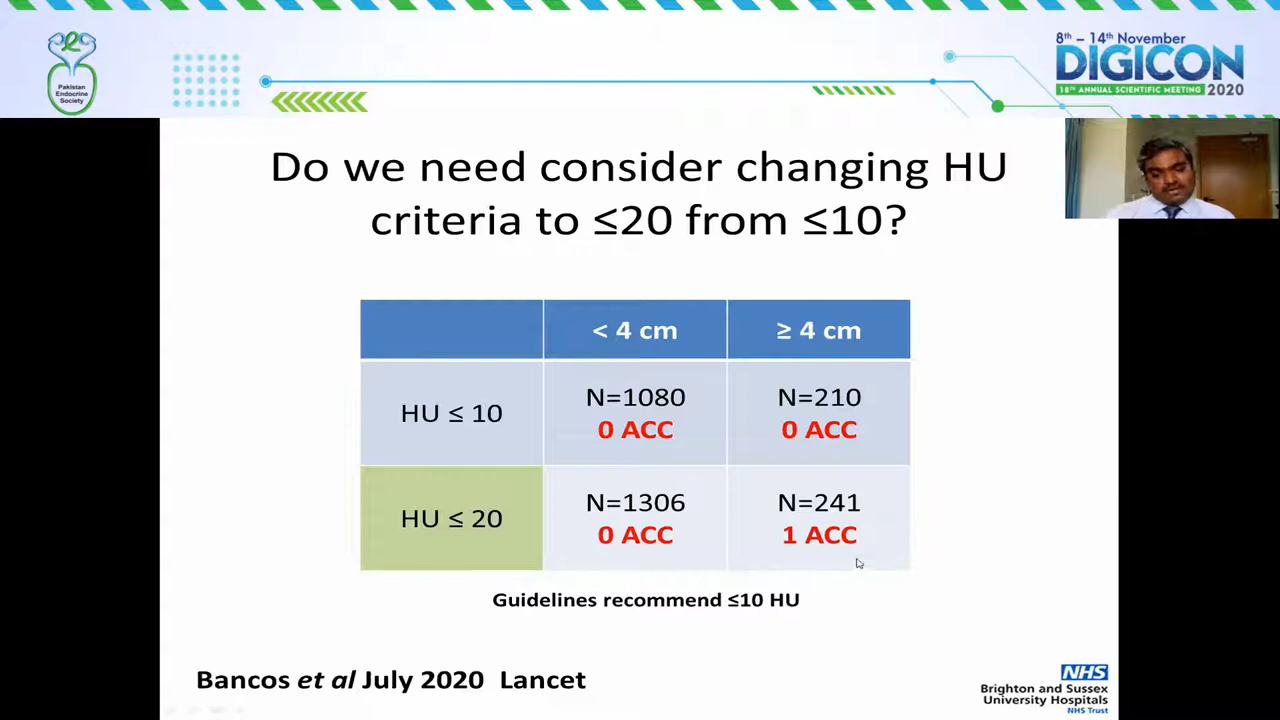 Pakistan
Endocrine
Society
8th – 14th November
DIGICON
18TH ANNUAL SCIENTIFIC MEETING 2020
Do we need consider changing HU
criteria to ≤20 from ≤10?
< 4 cm ≥ 4 cm
HU ≤ 10 N=1080 N=210
0 ACC 0 ACC
HU ≤ 20 N=1306 N=241
0 ACC 1 ACC
Guidelines recommend ≤10 HU
Bancos et al July 2020 Lancet
NHS
Brighton and Sussex
University Hospitals
NHS Trust